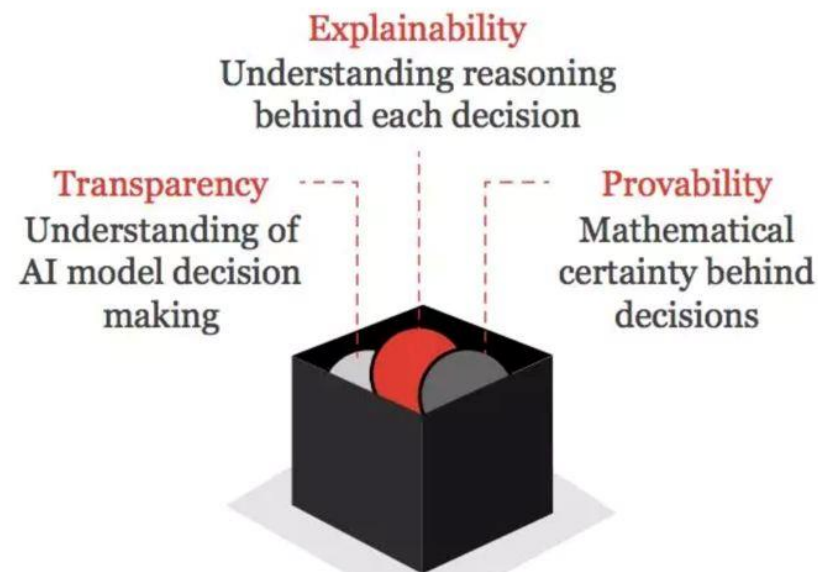 Explainability
Understanding reasoning
behind each decision
Transparency
Understanding of
AI model decision
making
Provability
Mathematical
certainty behind
decisions